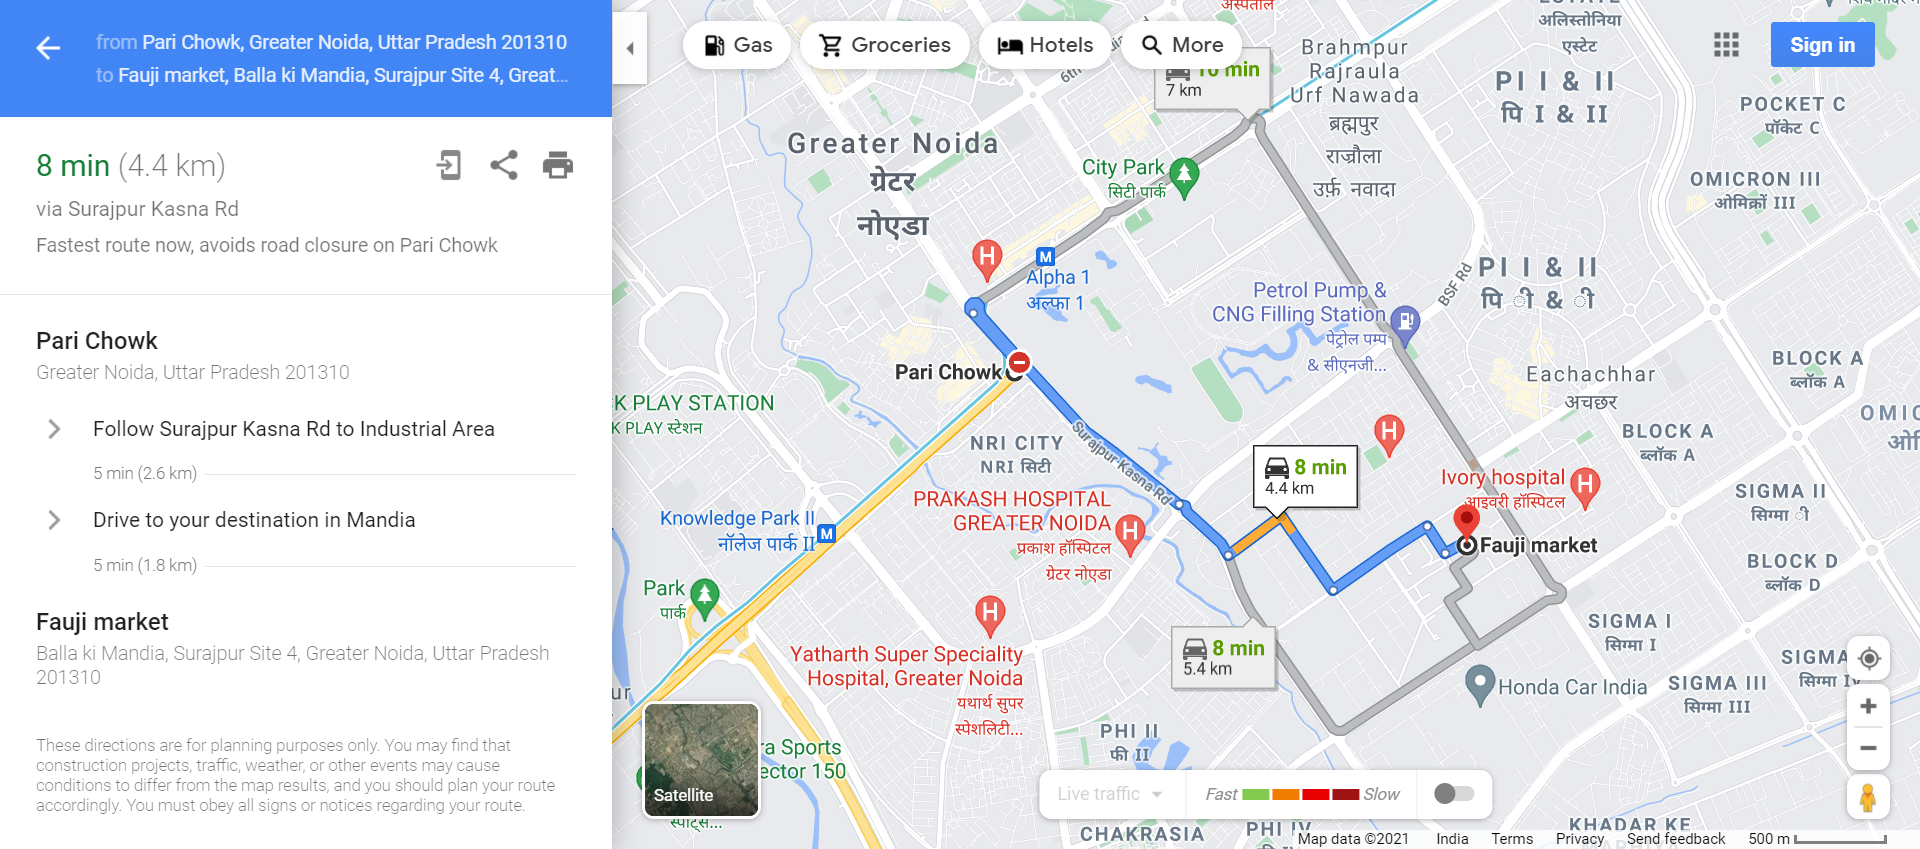 from Pari Chowk, Greater Noida, Uttar Pradesh 201310
to Fauji market, Balla ki Mandia, Surajpur Site 4, Great...
8 min (4.4 km)
via Surajpur Kasna Rd
Fastest route now, avoids road closure on Pari Chowk
Pari Chowk
Greater Noida, Uttar Pradesh 201310
Follow Surajpur Kasna Rd to Industrial Area
5 min (2.6 km)
Drive to your destination in Mandia
5 min (1.8 km)
Fauji market
Balla ki Mandia, Surajpur Site 4, Greater Noida, Uttar Pradesh
201310
These directions are for planning purposes only. You may find that
construction projects, traffic, weather, or other events may cause
conditions to differ from the map results, and you should plan your route
accordingly. You must obey all signs or notices regarding your route.
Gas
Groceries
Hotels
More
Sign in
अस्पताल
अलिस्तोनिया
एस्टेट
Brahmpur
Rajraula
Urf Nawada
ब्रह्मपुर
राज्रौला
उर्फ़ नवादा
PI I & II
पि I & II
POCKET C
पॉकेट C
10 min
7 km
Greater Noida
ग्रेटर
नोएडा
City Park
सिटी पार्क
OMICRON III
ओमिक्रों III
H
M
Alpha 1
अल्फा 1
Petrol Pump &
CNG Filling Station
पेट्रोल पम्प
& सीएनजी...
BSF Rd
PI I & II
पि ी & ी
Pari Chowk
BLOCK A
ब्लॉक A
Eachachhar
अचछर
K PLAY STATION
K PLAY स्टेशन
NRI CITY
NRI सिटी
Surajpur Kasna Rd
H
BLOCK A
ब्लॉक A
OMIC
8 min
4.4 km
Ivory hospital
आइवरी हॉस्पिटल
H
SIGMA II
सिग्मा ी
PRAKASH HOSPITAL
GREATER NOIDA
प्रकाश हॉस्पिटल
ग्रेटर नोएडा
H
Knowledge Park II
नॉलेज पार्क II
M
Fauji market
BLOCK D
ब्लॉक D
Park
पार्क
H
Yatharth Super Speciality
Hospital, Greater Noida
यथार्थ सुपर
स्पेशलिटी...
8 min
5.4 km
SIGMA I
सिग्मा I
SIGMA
Honda Car India
SIGMA III
सिग्मा III
PHI II
फी II
ra Sports
ector 150
स्पोर्ट्स...
Satellite
Live traffic
Fast
Slow
CHAKRASIA
PHI IV
KHADAR KE
Map data ©2021
India
Terms
Privacy
Send feedback
500 m